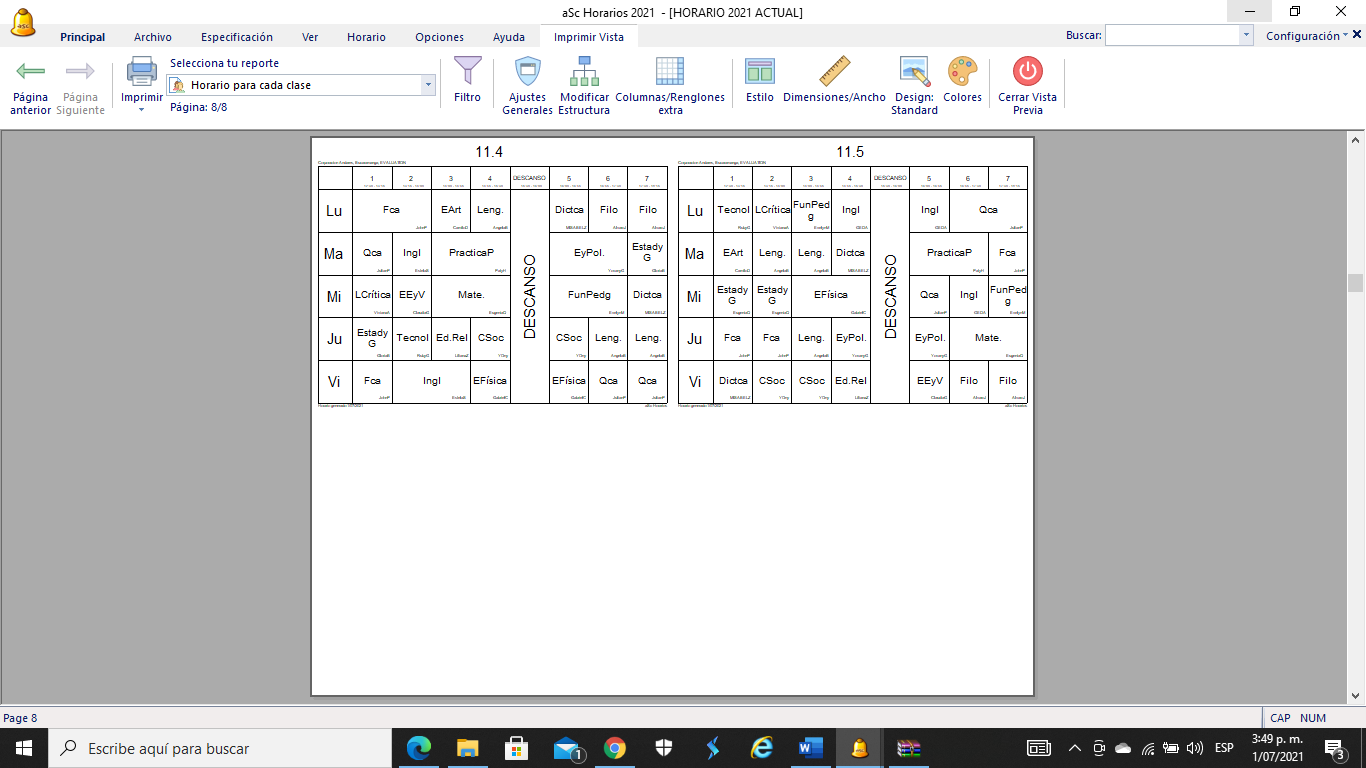 aSc Horarios 2021 - [HORARIO 2021 ACTUAL]
Principal Archivo Especificación Ver Horario Opciones Ayuda Imprimir Vista Buscar: Configuración
Selecciona tu reporte
Horario para cada clase
Página: 8/8
Página anterior
Página Siguiente
Imprimir
Filtro
Ajustes Generales
Modificar Estructura
Columnas/Renglones extra
Estilo
Dimensiones/Ancho
Design: Standard
Colores
Cerrar Vista Previa
11.4
1 2 3 4 DESCANSO 5 6 7
Lu Fca EArt Leng. Dictca Filo Filo
Ma Qca Ingl PracticaP EyPol. Estady G
Mi LCrítica EEyV Mate. FunPedg Dictca
Ju Estady G Tecnol Ed.Rel CSoc CSoc Leng. Leng.
Vi Fca Ingl EFísica EFísica Qca Qca
DESCANSO
11.5
1 2 3 4 DESCANSO 5 6 7
Lu Tecnol LCrítica FunPed g Ingl Ingl Qca
Ma EArt Leng. Leng. Dictca PracticaP Fca
Mi Estady G Estady G EFísica Qca Ingl FunPed g
Ju Fca Fca Leng. EyPol. EyPol. Mate.
Vi Dictca CSoc CSoc Ed.Rel EEyV Filo Filo
DESCANSO
Page 8 CAP NUM
Escribe aquí para buscar
1
ESP
3:49 p. m.
1/07/2021
3